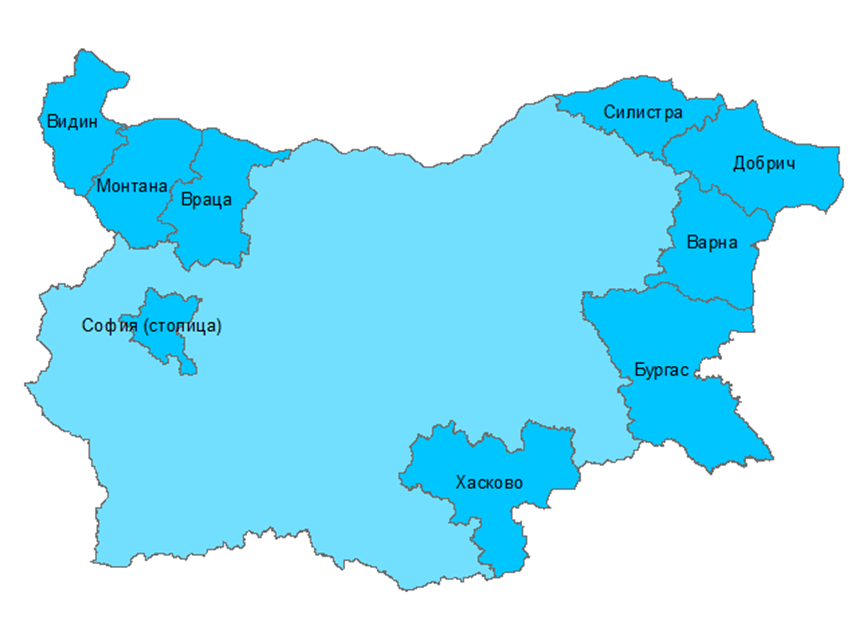 Силистра
Видин
Добрич
Монтана
Враца
Варна
София (столица)
Бургас
Хасково